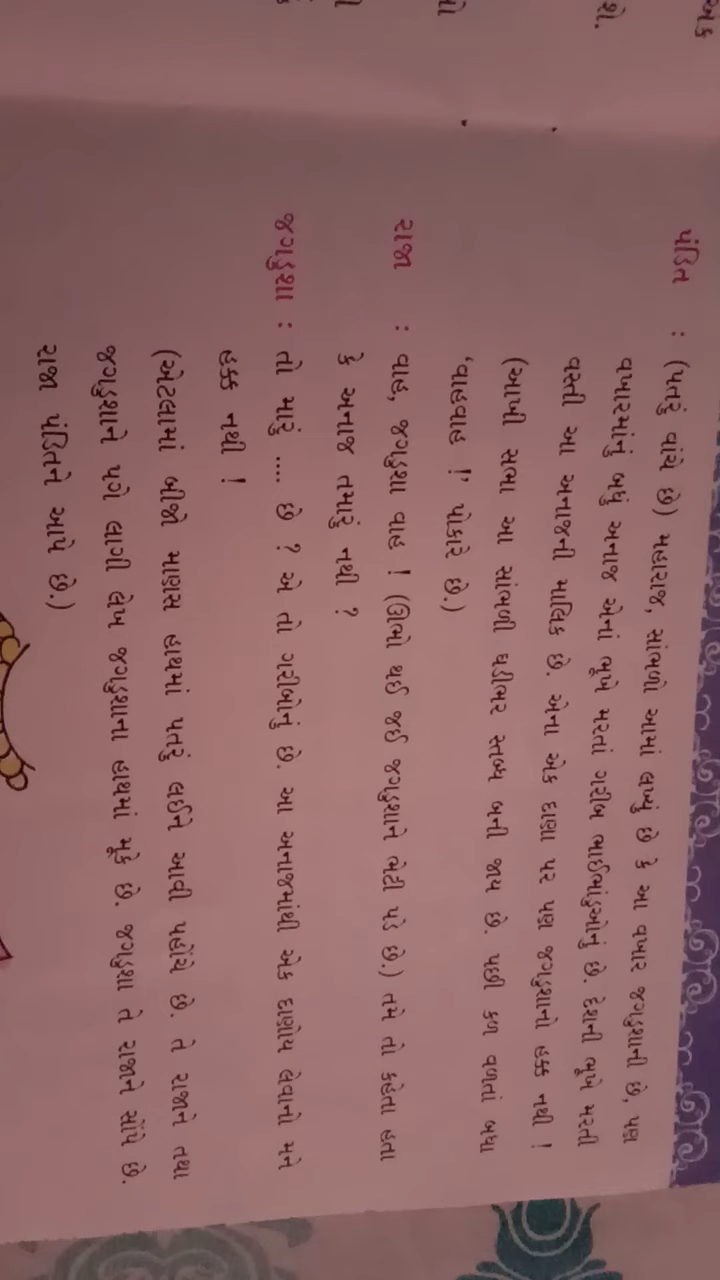 પંડિત : (પતરું વાંચે છે) મહારાજ, સાંભળો આમાં લખ્યું છે કે આ વખાર જગડુશાની છે, પણ
વખારમાંનું બધું અનાજ એનાં ભૂખે મરતાં ગરીબ ભાઈભાંડુઓનું છે. દેશની ભૂખે મરતી
વસ્તી આ અનાજની માલિક છે. એના એક દાણા પર પણ જગડુશાનો હક્ક નથી !
(આખી સભા આ સાંભળી ઘડીભર સ્તબ્ધ બની જાય છે. પછી કળ વળતાં બધા
‘વાહવાહ !’ પોકારે છે.)
રાજા : વાહ, જગડુશા વાહ ! (ઊભો થઈ જઈ જગડુશાને ભેટી પડે છે.) તમે તો કહેતા હતા
કે અનાજ તમારું નથી ?
જગડુશા : તો મારું ... છે ? એ તો ગરીબોનું છે. આ અનાજમાંથી એક દાણોય લેવાનો મને
હક્ક નથી !
(એટલામાં બીજો માણસ હાથમાં પતરું લઈને આવી પહોંચે છે. તે રાજાને તથા
જગડુશાને પગે લાગી લેખ જગડુશાના હાથમાં મૂકે છે. જગડુશા તે રાજાને સોંપે છે.
રાજા પંડિતને આપે છે.)